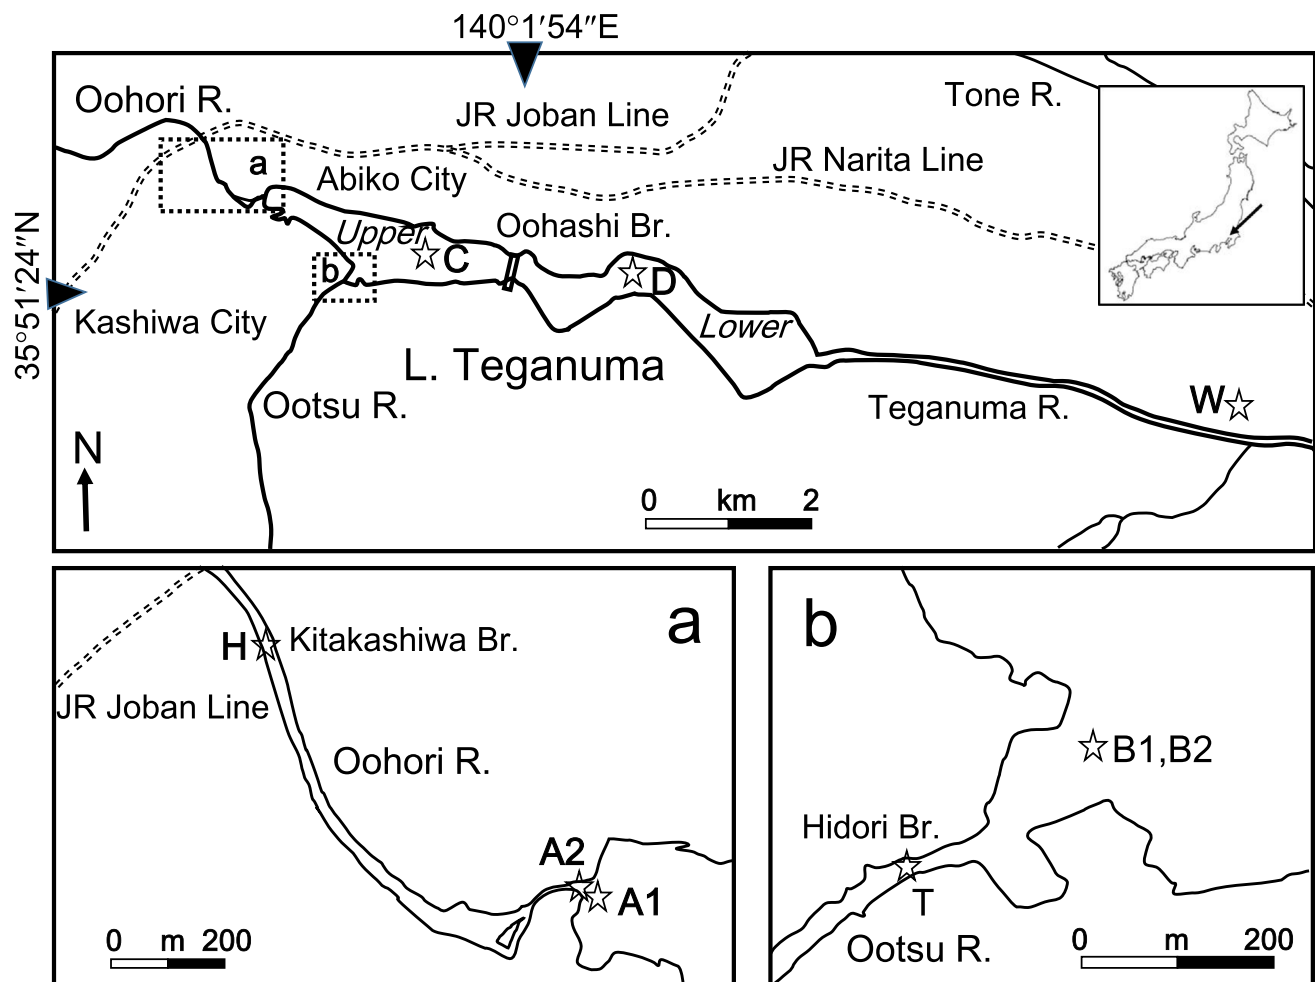 140°1′54″E
Oohori R.
JR Joban Line
Tone R.
a
Abiko City
JR Narita Line
35°51′24″N
Upper
C
Oohashi Br.
b
D
Kashiwa City
Lower
L. Teganuma
Ootsu R.
Teganuma R.
W
N
0 km 2
a
H
Kitakashiwa Br.
JR Joban Line
Oohori R.
A2
A1
0 m 200
b
B1,B2
Hidori Br.
T
Ootsu R.
0 m 200